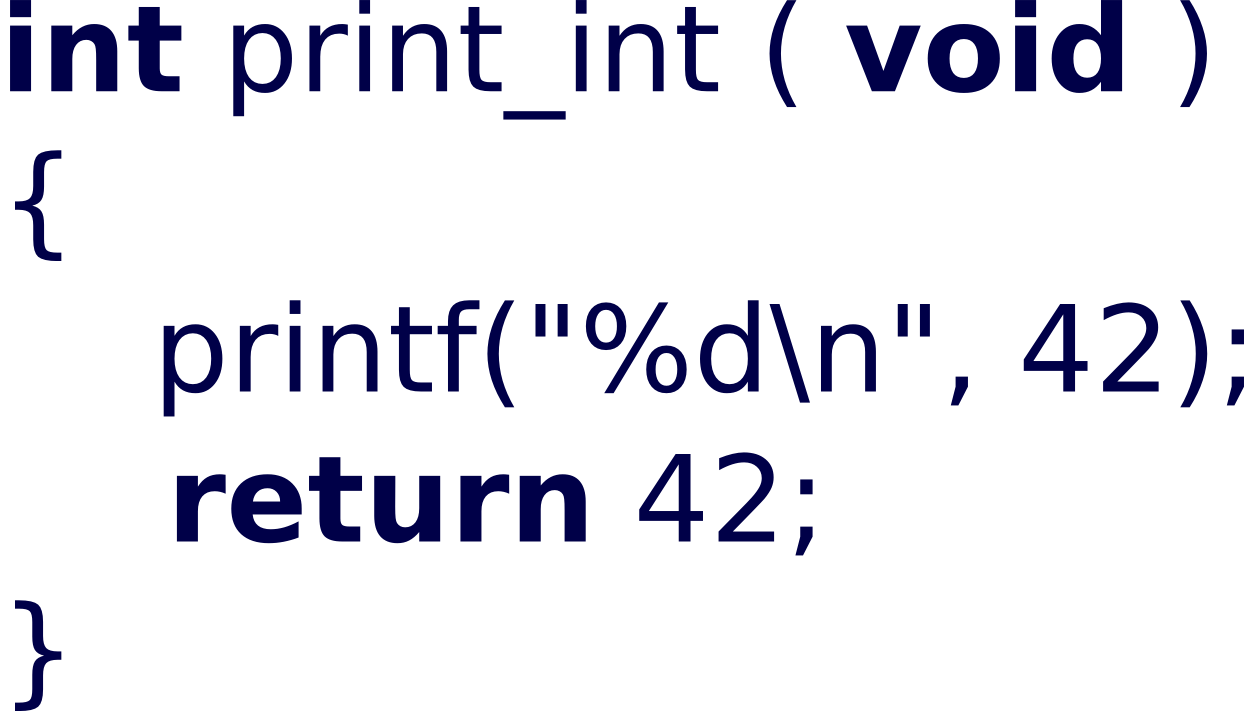 int print_int ( void )
{
printf("%d\n", 42);
return 42;
}